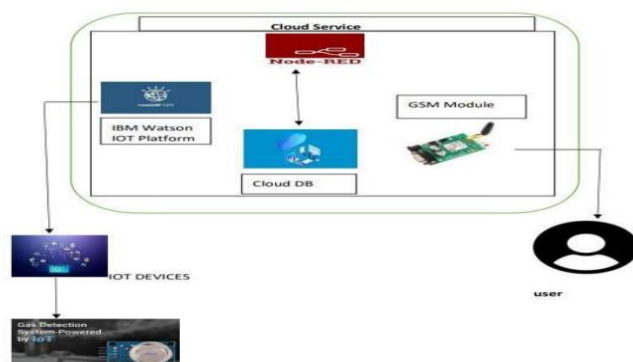 Cloud Service
Node-RED
GSM Module
IBM Watson
IOT Platform
Cloud DB
IOT DEVICES
user
Gas Detection
System-Powered
by IoT